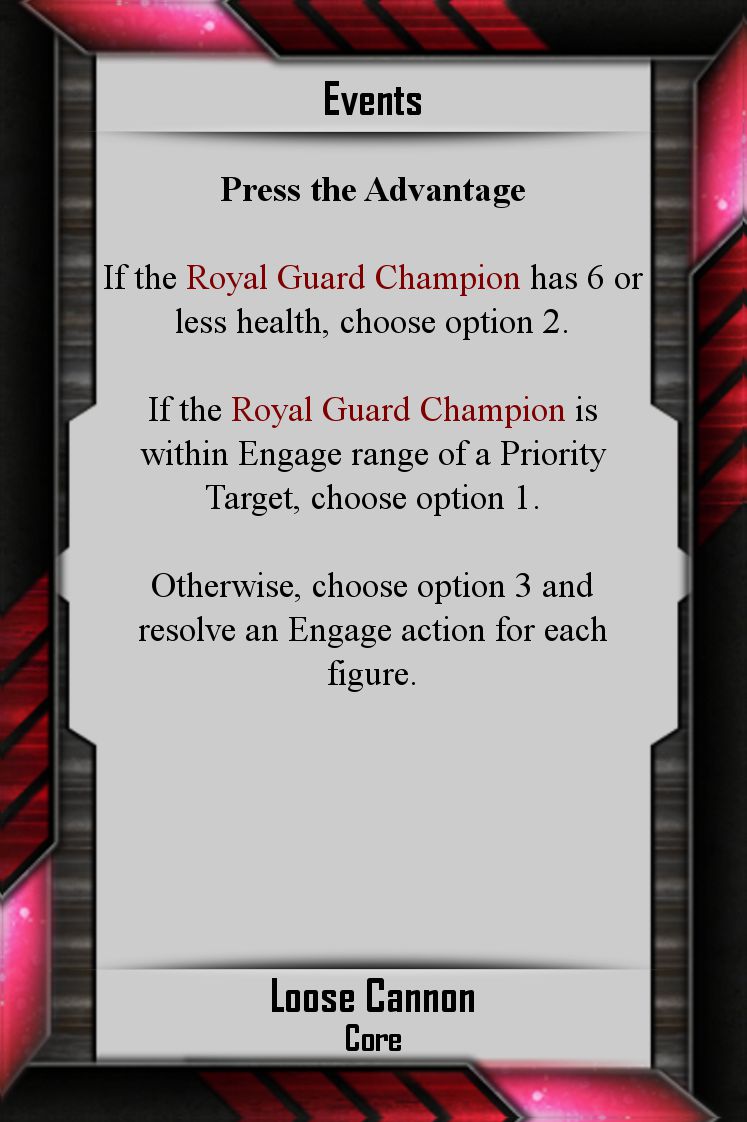 Events
Press the Advantage
If the Royal Guard Champion has 6 or
less health, choose option 2.
If the Royal Guard Champion is
within Engage range of a Priority
Target, choose option 1.
Otherwise, choose option 3 and
resolve an Engage action for each
figure.
Loose Cannon
Core